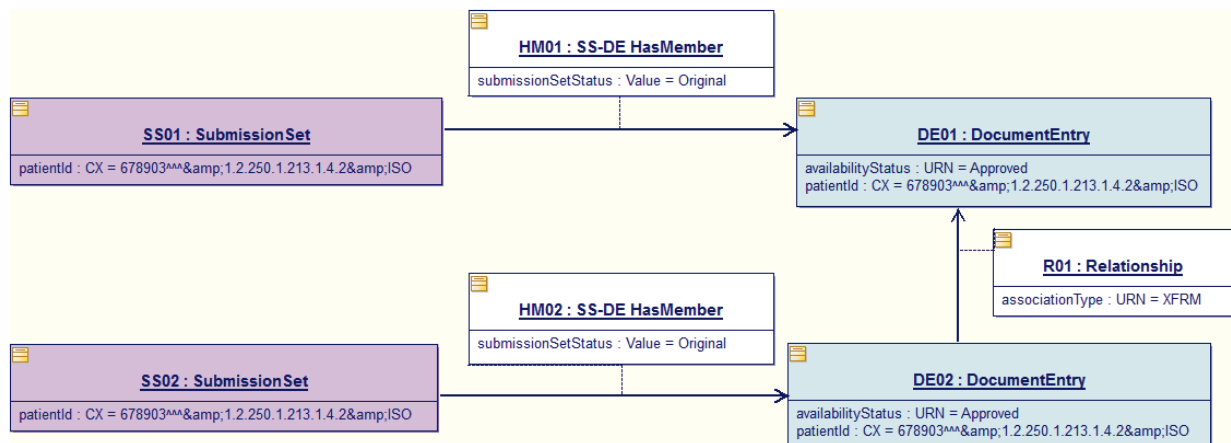 HM01 : SS-DE HasMember
submissionSetStatus : Value = Original
SS01 : SubmissionSet
patientId : CX = 678903^^^&amp;1.2.250.1.213.1.4.2&amp;ISO
DE01 : DocumentEntry
availabilityStatus : URN = Approved
patientId : CX = 678903^^^&amp;1.2.250.1.213.1.4.2&amp;ISO
R01 : Relationship
associationType : URN = XFRM
HM02 : SS-DE HasMember
submissionSetStatus : Value = Original
SS02 : SubmissionSet
patientId : CX = 678903^^^&amp;1.2.250.1.213.1.4.2&amp;ISO
DE02 : DocumentEntry
availabilityStatus : URN = Approved
patientId : CX = 678903^^^&amp;1.2.250.1.213.1.4.2&amp;ISO